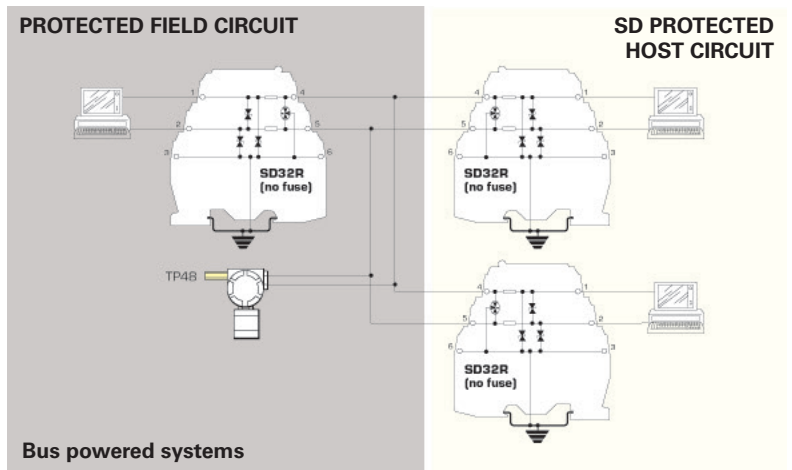 PROTECTED FIELD CIRCUIT
SD PROTECTED
HOST CIRCUIT
1
4
2
5
3
6
SD32R
(no fuse)
4
1
5
2
6
3
SD32R
(no fuse)
TP48
4
1
5
2
6
3
SD32R
(no fuse)
Bus powered systems